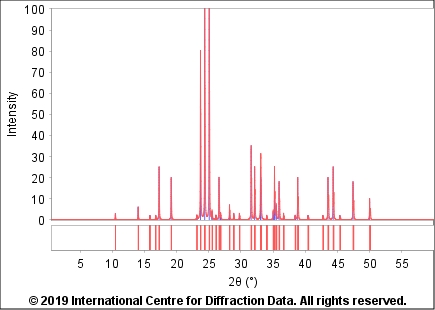 100
90
80
70
60
50
40
30
20
10
0
Intensity
5 10 15 20 25 30 35 40 45 50 55
2θ (°)
© 2019 International Centre for Diffraction Data. All rights reserved.